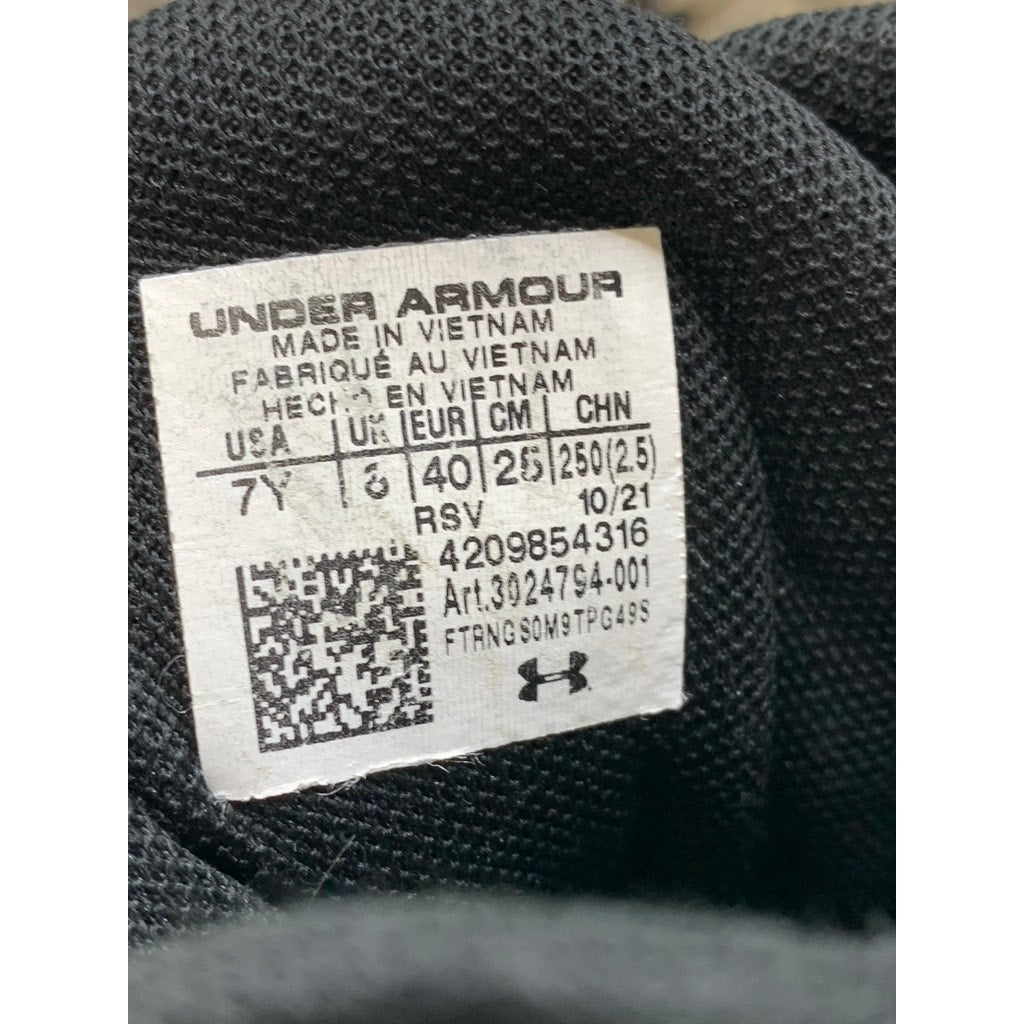 UNDER ARMOUR
MADE IN VIETNAM
FABRIQUÉ AU VIETNAM
HECHO EN VIETNAM
USA UK EUR CM CHN
7Y 6 40 25 250(2.5)
RSV 10/21
4209854316
Art.3024794-001
FTRNGS0M9TPG49S